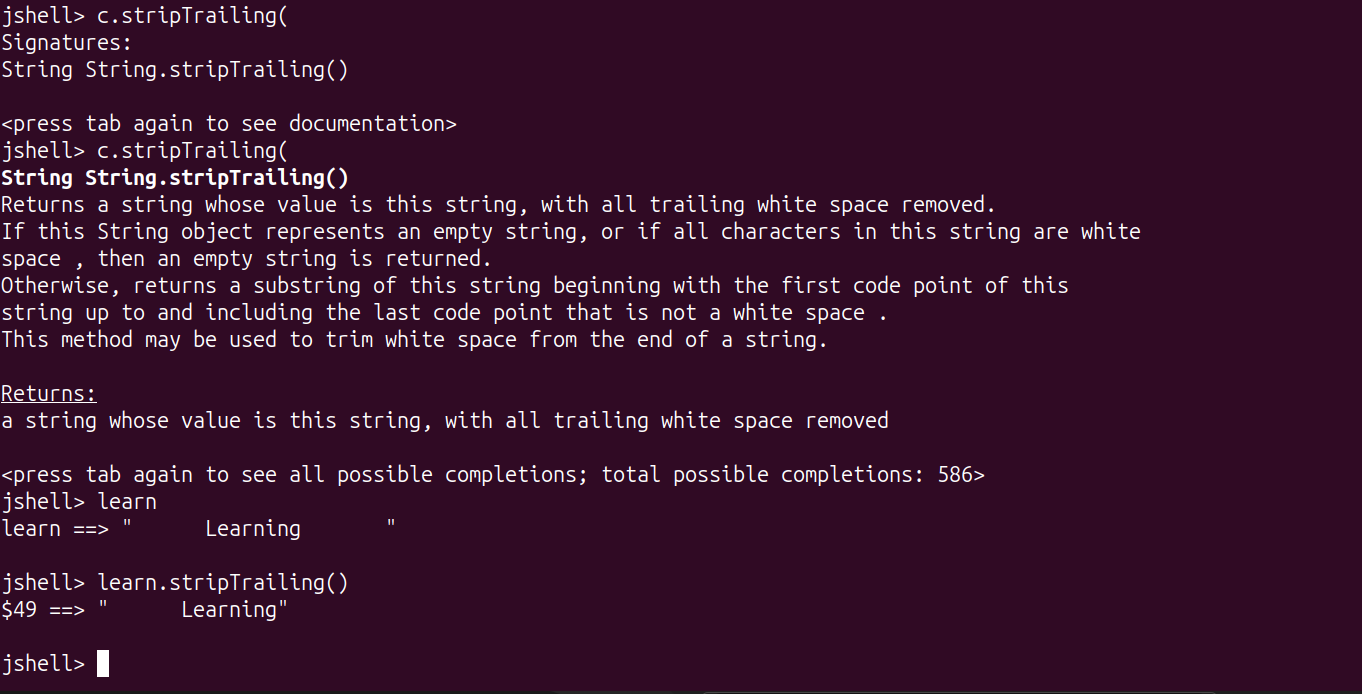 jshell> c.stripTrailing(
Signatures:
String String.stripTrailing()
<press tab again to see documentation>
jshell> c.stripTrailing(
String String.stripTrailing()
Returns a string whose value is this string, with all trailing white space removed.
If this String object represents an empty string, or if all characters in this string are white
space , then an empty string is returned.
Otherwise, returns a substring of this string beginning with the first code point of this
string up to and including the last code point that is not a white space .
This method may be used to trim white space from the end of a string.
Returns:
a string whose value is this string, with all trailing white space removed
<press tab again to see all possible completions; total possible completions: 586>
jshell> learn
learn ==> "      Learning       "
jshell> learn.stripTrailing()
$49 ==> "      Learning"
jshell>